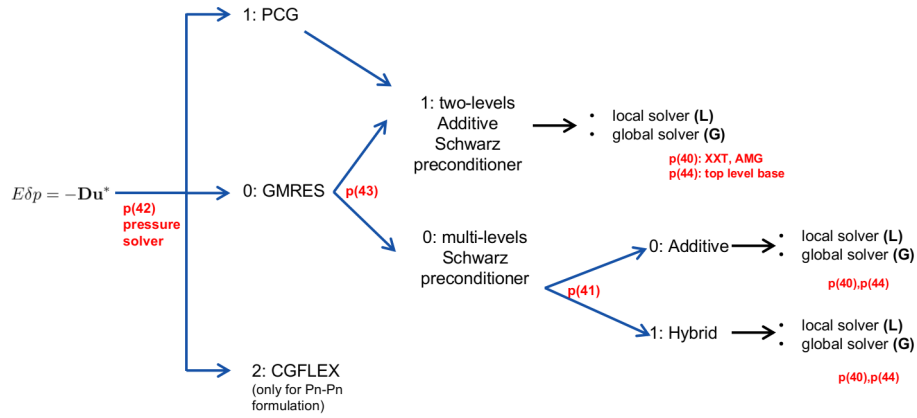 1: PCG
1: two-levels
Additive
Schwarz
preconditioner
• local solver (L)
• global solver (G)
p(40): XXT, AMG
p(44): top level base
Eδp = −Du*
p(42)
pressure
solver
0: GMRES
p(43)
0: multi-levels
Schwarz
preconditioner
p(41)
0: Additive
• local solver (L)
• global solver (G)
p(40),p(44)
1: Hybrid
• local solver (L)
• global solver (G)
p(40),p(44)
2: CGFLEX
(only for Pn-Pn
formulation)